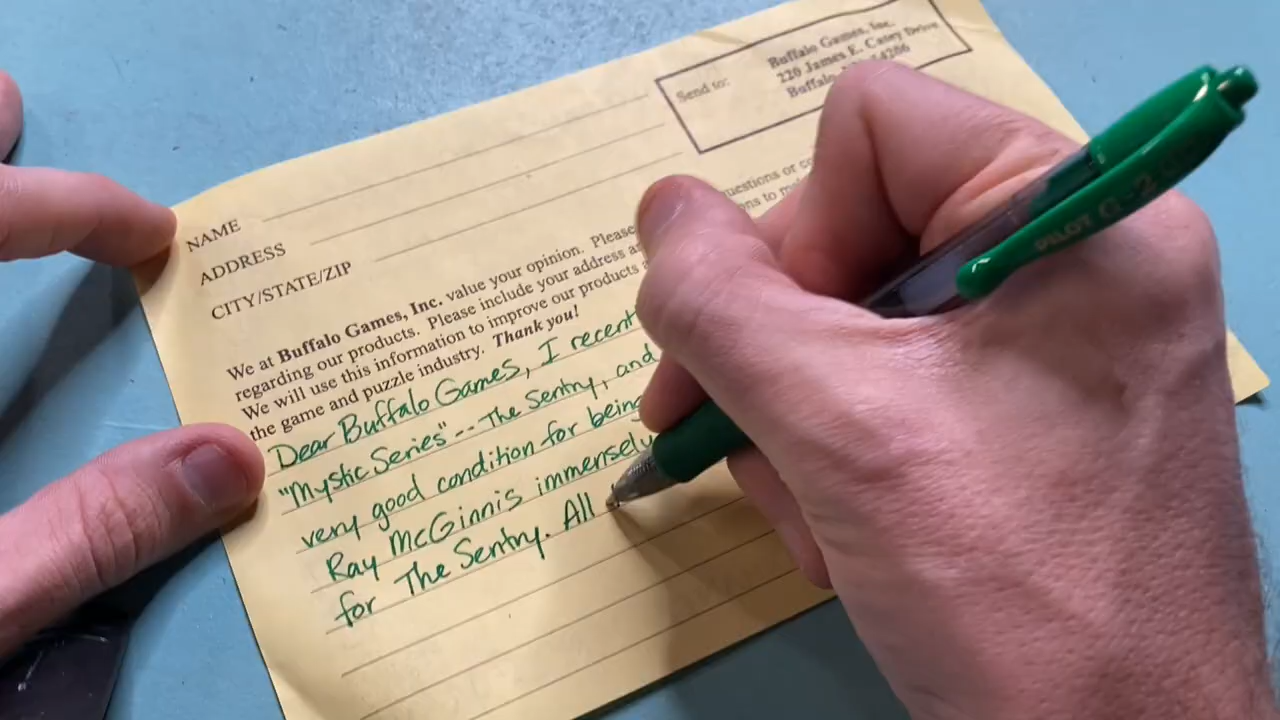 Send to:
Buffalo Games, Inc.
220 James E. Casey Drive
Buffalo, 14206
NAME
ADDRESS
CITY/STATE/ZIP
We at Buffalo Games, Inc. value your opinion. Please
regarding our products. Please include your address
We will use this information to improve our products
the game and puzzle industry. Thank you!
Dear Buffalo Games, I recent
"Mystic Series"-- The Sentry, and
very good condition for being
Ray McGinnis immensely
for The Sentry. All
PILOT G-2